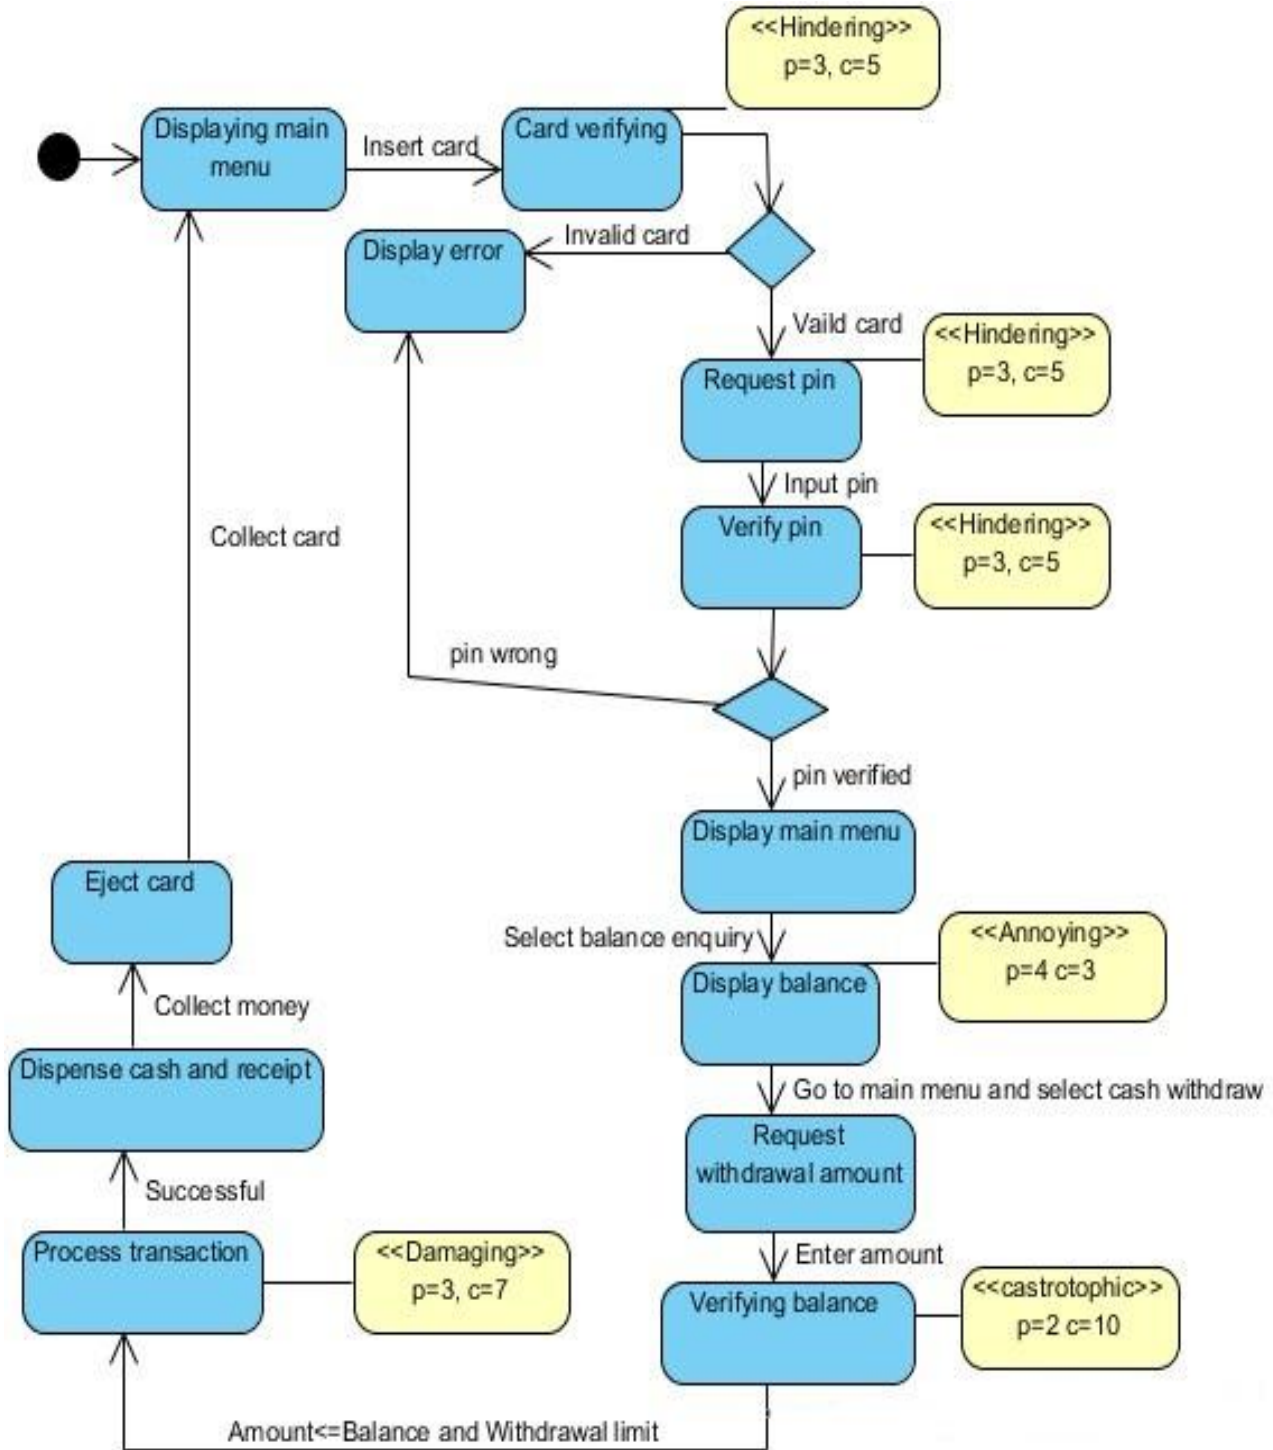 <<Hindering>>
p=3, c=5
Displaying main
menu
Insert card
Card verifying
Invalid card
Display error
Vaild card
<<Hindering>>
p=3, c=5
Request pin
Input pin
<<Hindering>>
p=3, c=5
Verify pin
Collect card
pin wrong
pin verified
Display main menu
Eject card
Select balance enquiry
<<Annoying>>
p=4 c=3
Display balance
Collect money
Dispense cash and receipt
Go to main menu and select cash withdraw
Request
withdrawal amount
Successful
Enter amount
Process transaction
<<Damaging>>
p=3, c=7
Verifying balance
<<castrotophic>>
p=2 c=10
Amount<=Balance and Withdrawal limit